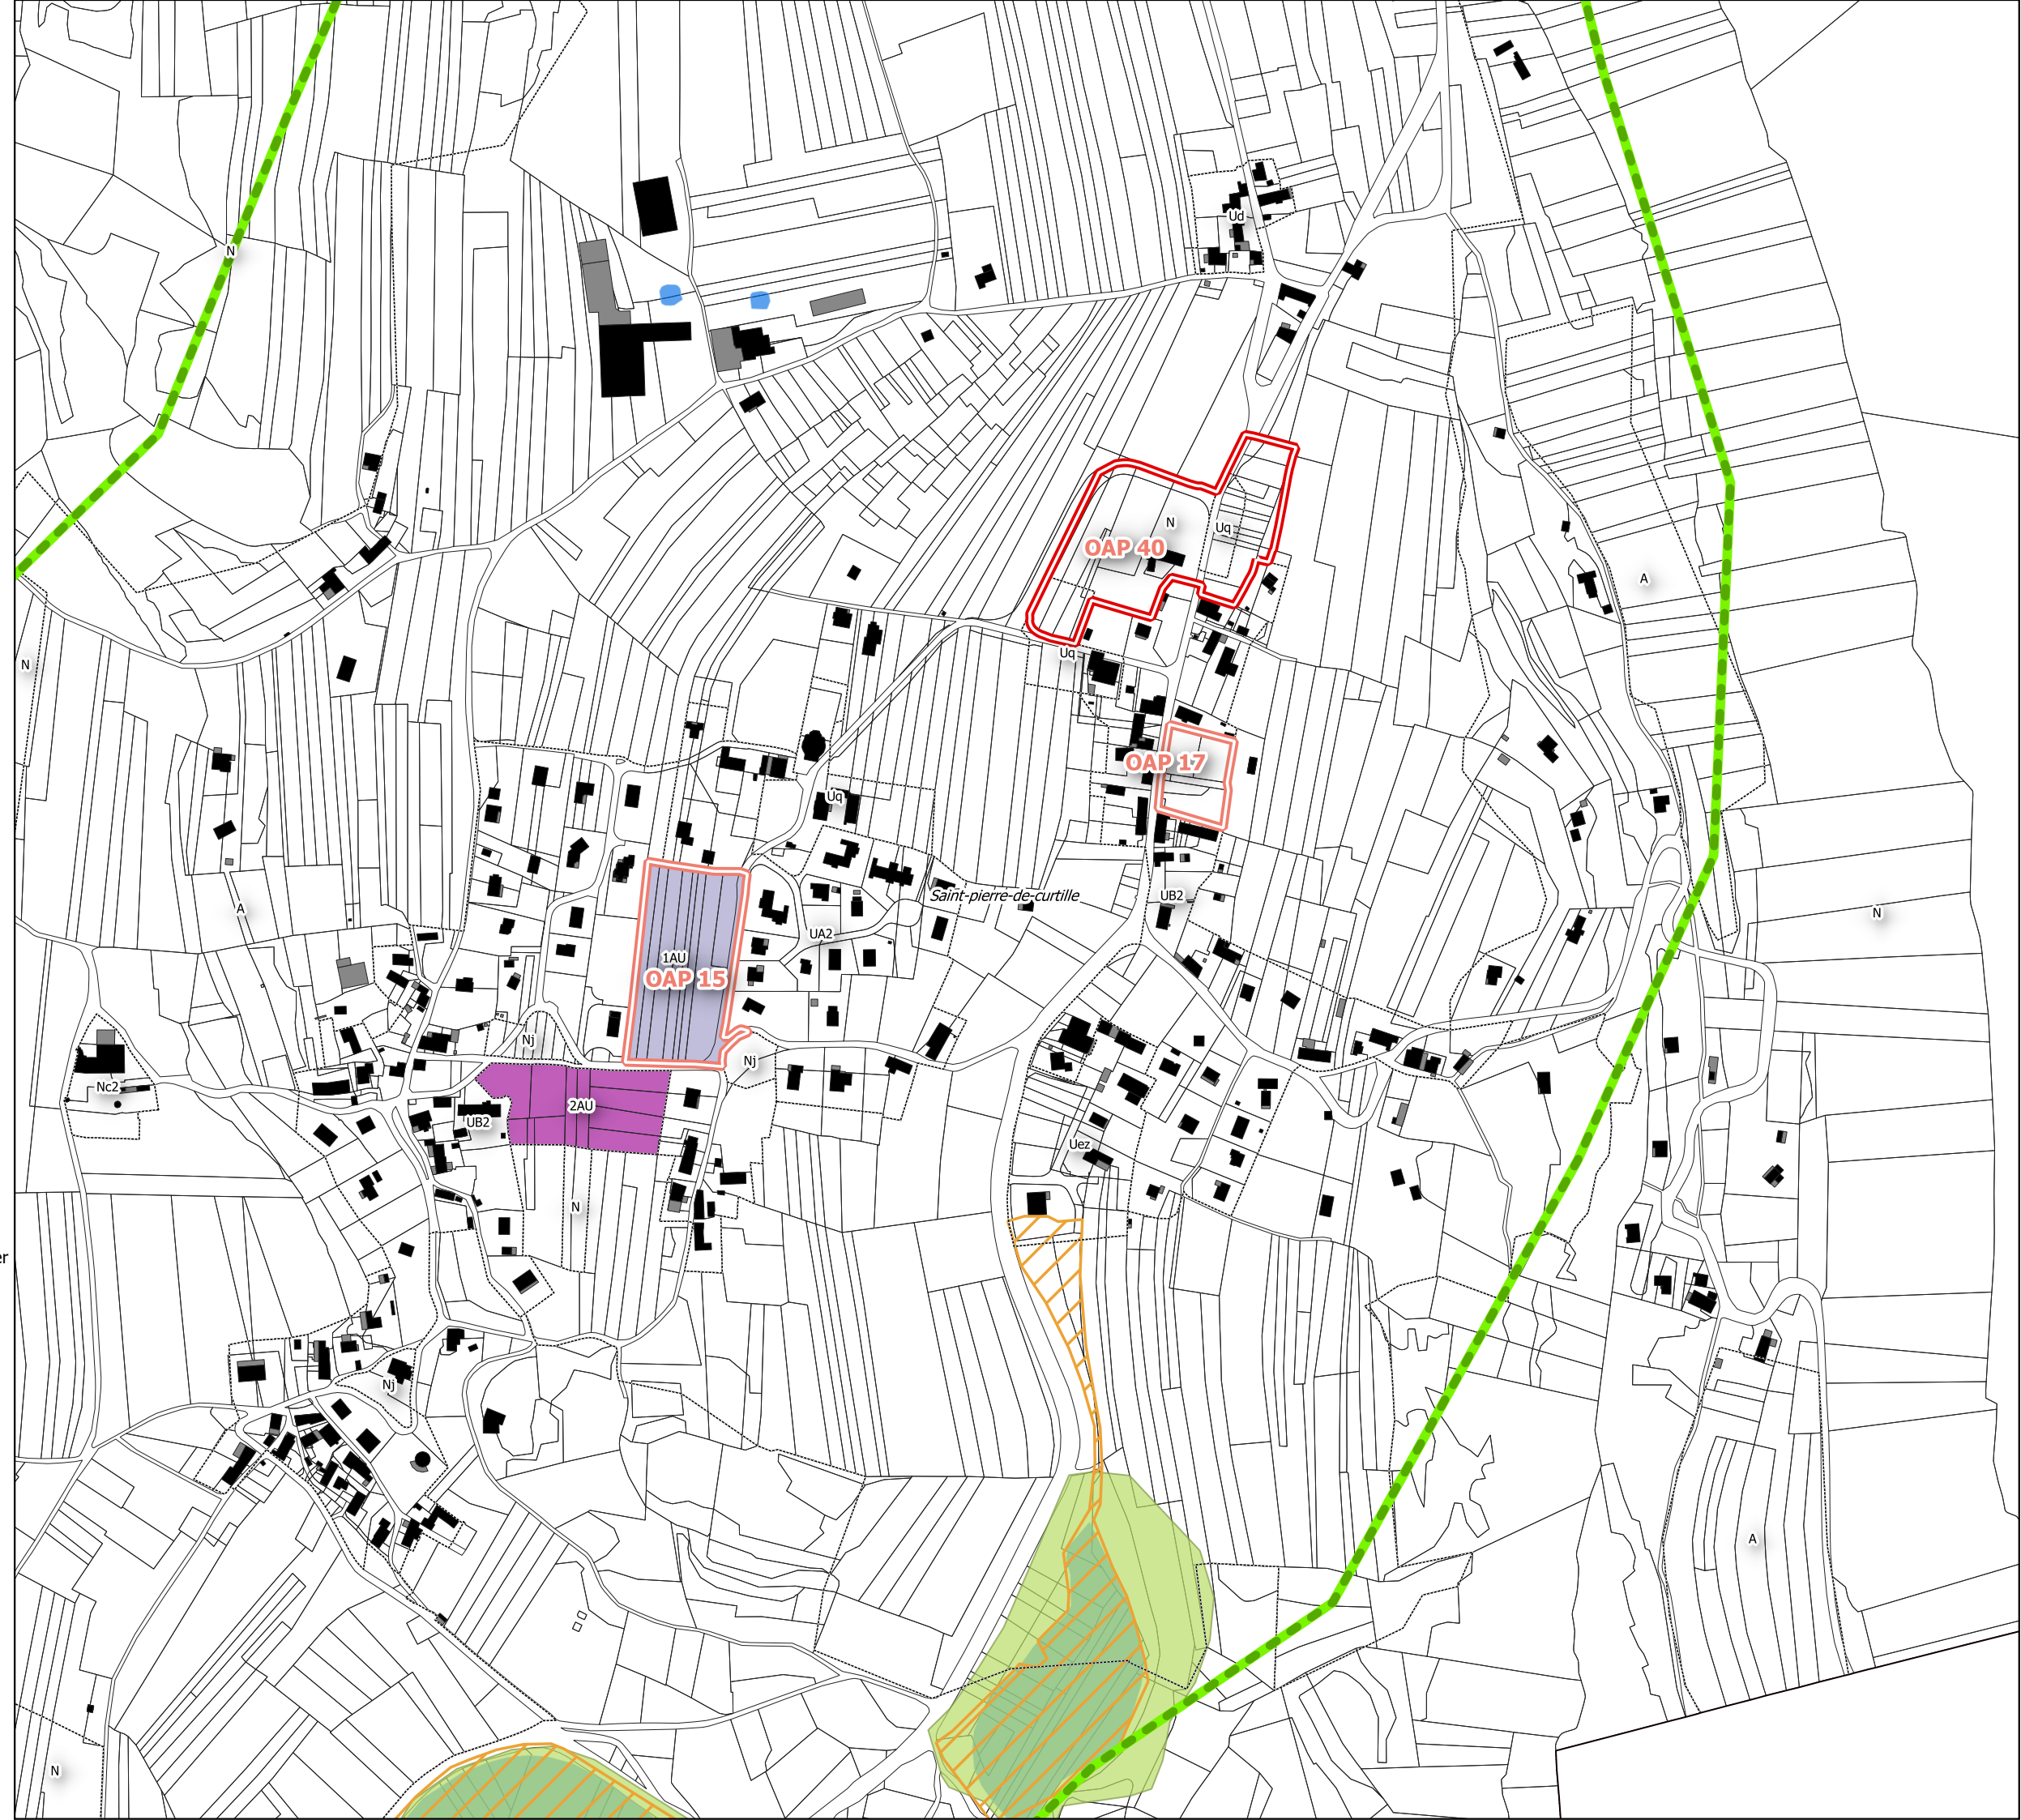 Ud
N
N
Uq
OAP 40
A
N
Uq
OAP 17
Uq
Saint-pierre-de-curtille
UB2
A
N
UA2
1AU
OAP 15
Nj
Nj
Nc2
2AU
UB2
Uez
N
er
Nj
A
N